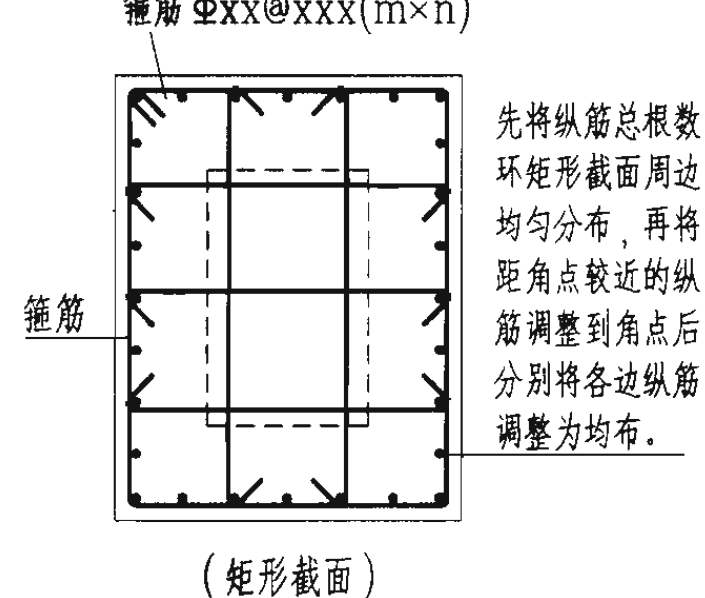 箍筋 Φxx@xxx(m×n)
先将纵筋总根数
环矩形截面周边
均匀分布，再将
距角点较近的纵
筋调整到角点后
分别将各边纵筋
调整为均布。
箍筋
(矩形截面)